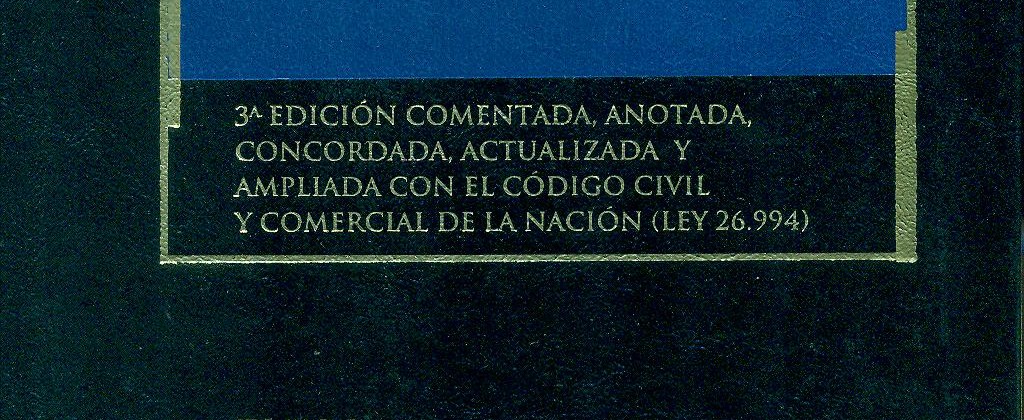 3ᴬ EDICIÓN COMENTADA, ANOTADA,
CONCORDADA, ACTUALIZADA Y
AMPLIADA CON EL CÓDIGO CIVIL
Y COMERCIAL DE LA NACIÓN (LEY 26.994)